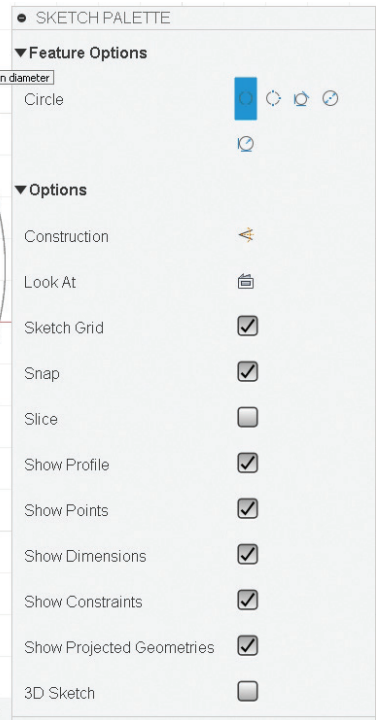 SKETCH PALETTE
Feature Options
n diameter
Circle
Options
Construction
Look At
Sketch Grid
Snap
Slice
Show Profile
Show Points
Show Dimensions
Show Constraints
Show Projected Geometries
3D Sketch